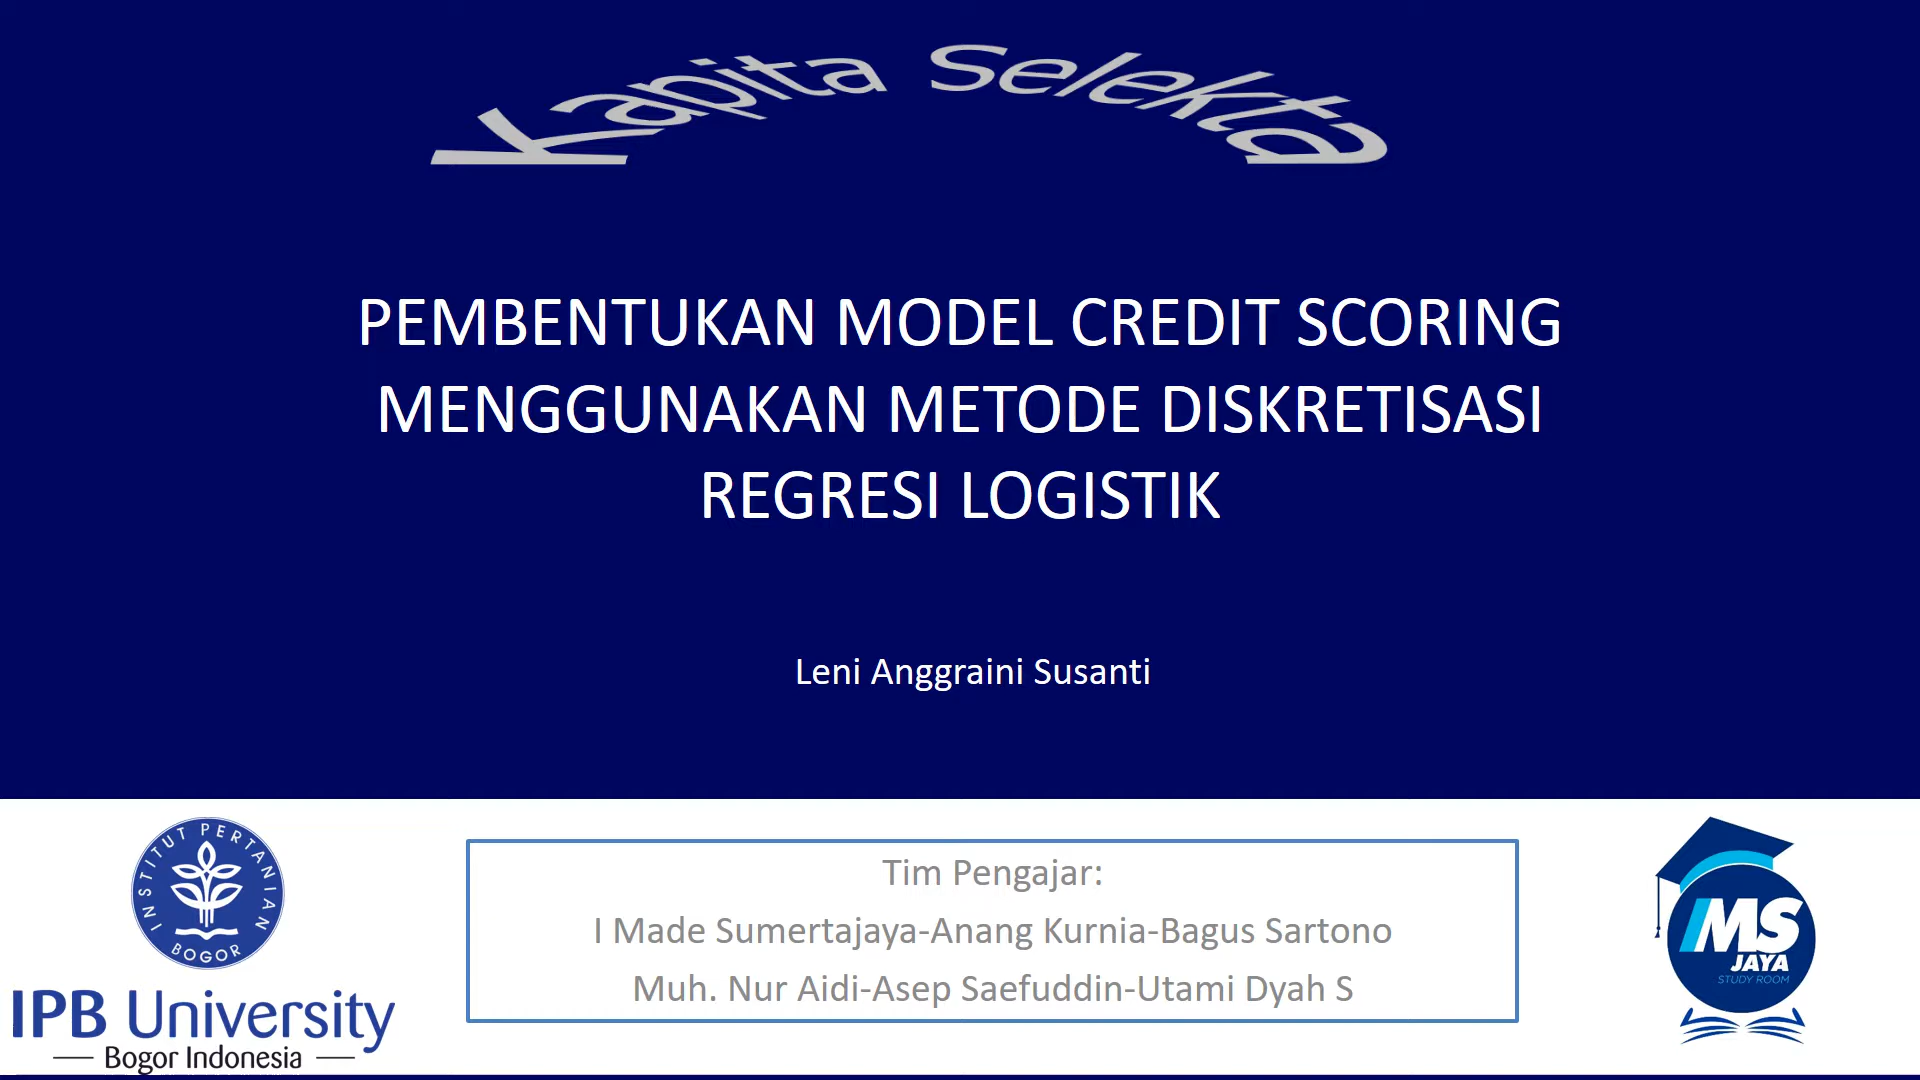 Kapita Selekta
PEMBENTUKAN MODEL CREDIT SCORING
MENGGUNAKAN METODE DISKRETISASI
REGRESI LOGISTIK
Leni Anggraini Susanti
INSTITUT PERTANIAN
BOGOR
IPB University
Bogor Indonesia
Tim Pengajar:
I Made Sumertajaya-Anang Kurnia-Bagus Sartono
Muh. Nur Aidi-Asep Saefuddin-Utami Dyah S
IMS
JAYA
STUDY ROOM